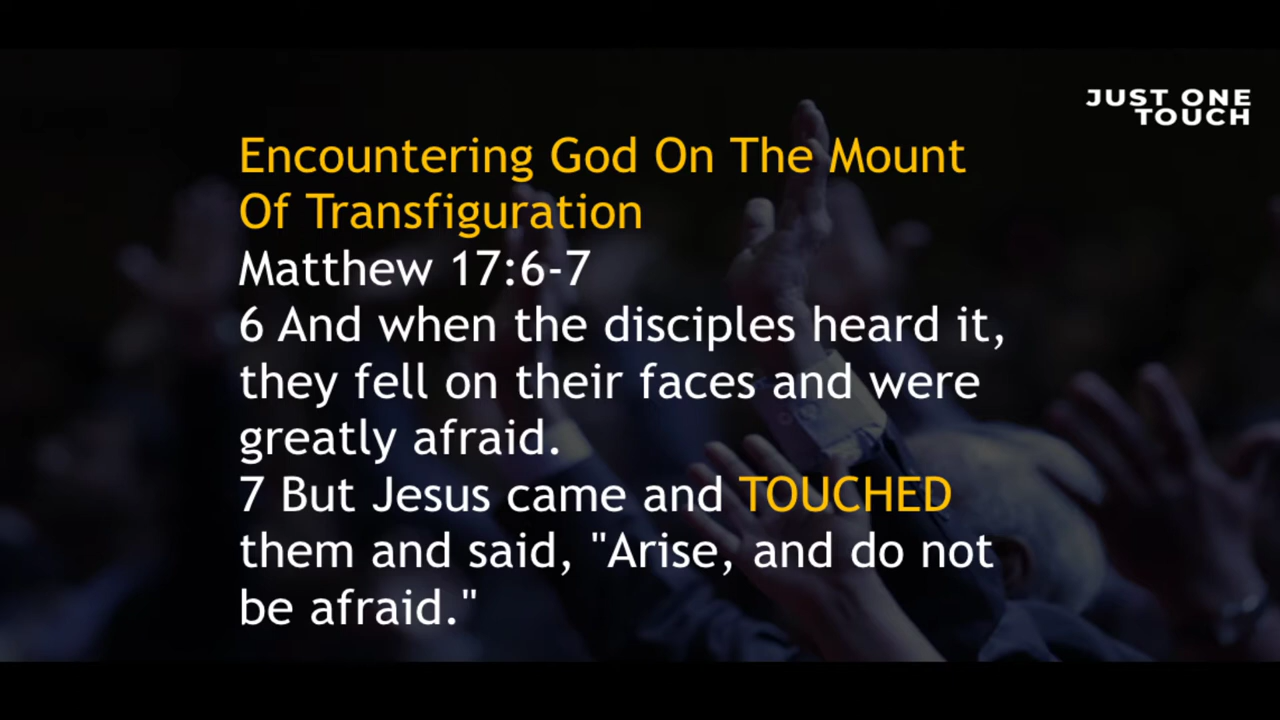 JUST ONE
TOUCH
Encountering God On The Mount
Of Transfiguration
Matthew 17:6-7
6 And when the disciples heard it,
they fell on their faces and were
greatly afraid.
7 But Jesus came and TOUCHED
them and said, "Arise, and do not
be afraid."